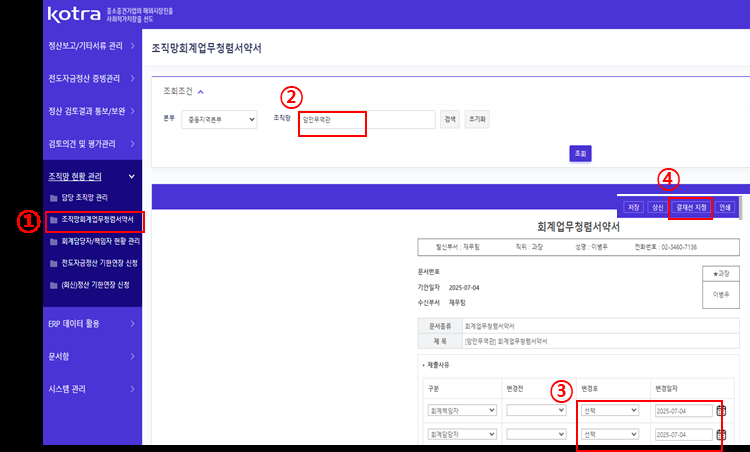 kotra 중소중견기업의 해외시장진출
사회적가치창출 선도
정산보고/기타서류 관리
전도자금정산 증빙관리
정산 검토결과 통보/보완
검토의견 및 평가관리
조직망 현황 관리
담당 조직망 관리
① 조직망회계업무청렴서약서
회계담당자/책임자 현황 관리
전도자금정산 기한연장 신청
(회신)정산 기한연장 신청
ERP 데이터 활용
문서함
시스템 관리
조직망회계업무청렴서약서
조회조건
②
본부 중동지역본부 조직망 암만무역관 검색 초기화
조회
④
저장 상신 결재선 지정 인쇄
회계업무청렴서약서
발신부서 : 재무팀 직위 : 과장 성명 : 이병우 전화번호 : 02-3460-7136
문서번호
기안일자 2025-07-04
수신부서 재무팀
★과장
이병우
문서종류 회계업무청렴서약서
제 목 [암만무역관] 회계업무청렴서약서
• 제출사유
③
구분 변경전 변경후 변경일자
회계책임자 선택 2025-07-04
회계담당자 선택 2025-07-04